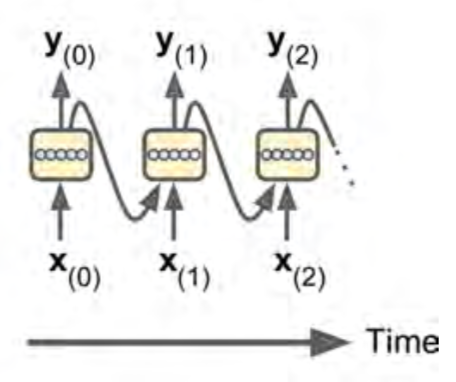 y(0) y(1) y(2)
x(0) x(1) x(2)
Time